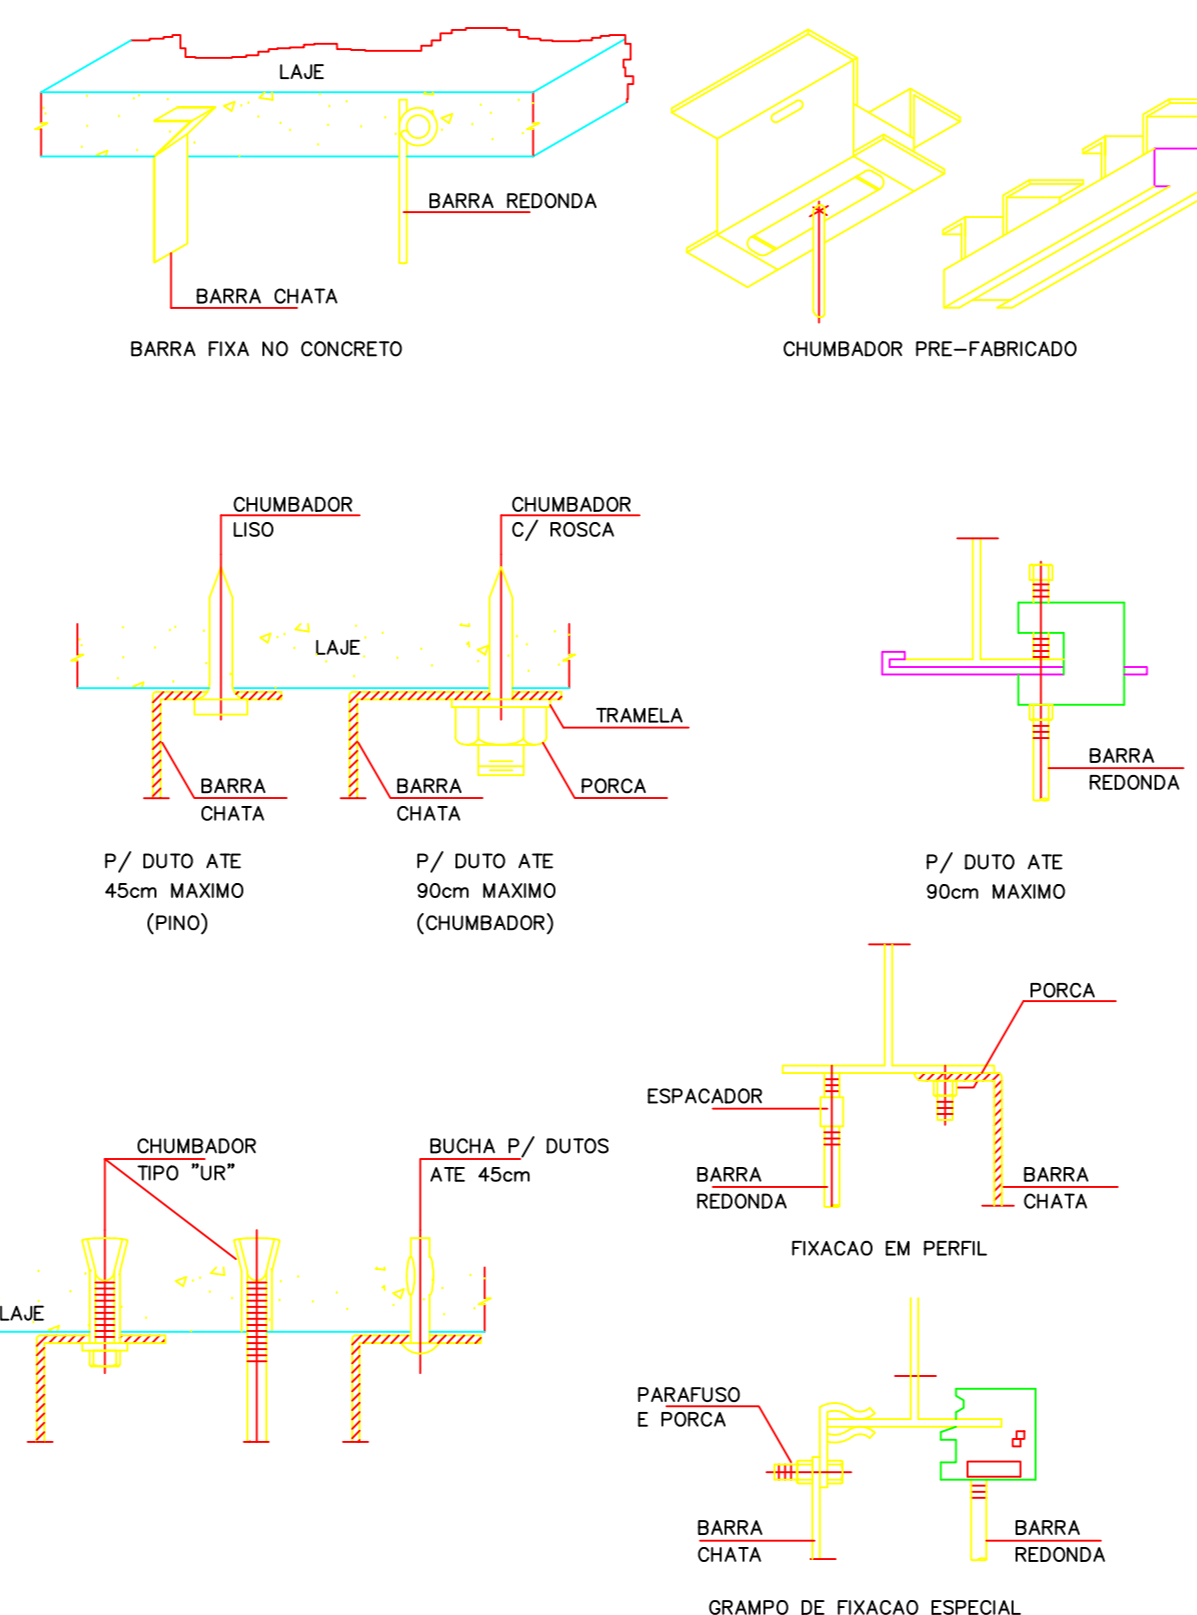 LAJE
BARRA REDONDA
BARRA CHATA
BARRA FIXA NO CONCRETO
CHUMBADOR PRE-FABRICADO
CHUMBADOR
LISO
CHUMBADOR
C/ ROSCA
LAJE
TRAMELA
BARRA
CHATA
BARRA
CHATA
PORCA
BARRA
REDONDA
P/ DUTO ATE
45cm MAXIMO
(PINO)
P/ DUTO ATE
90cm MAXIMO
(CHUMBADOR)
P/ DUTO ATE
90cm MAXIMO
PORCA
ESPACADOR
BARRA
REDONDA
BARRA
CHATA
FIXACAO EM PERFIL
CHUMBADOR
TIPO "UR"
BUCHA P/ DUTOS
ATE 45cm
LAJE
PARAFUSO
E PORCA
BARRA
CHATA
BARRA
REDONDA
GRAMPO DE FIXACAO ESPECIAL